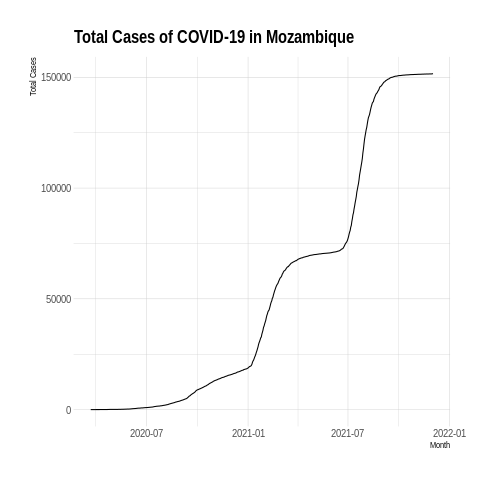 Total Cases of COVID-19 in Mozambique
Total Cases
150000
100000
50000
0
2020-07
2021-01
2021-07
2022-01
Month